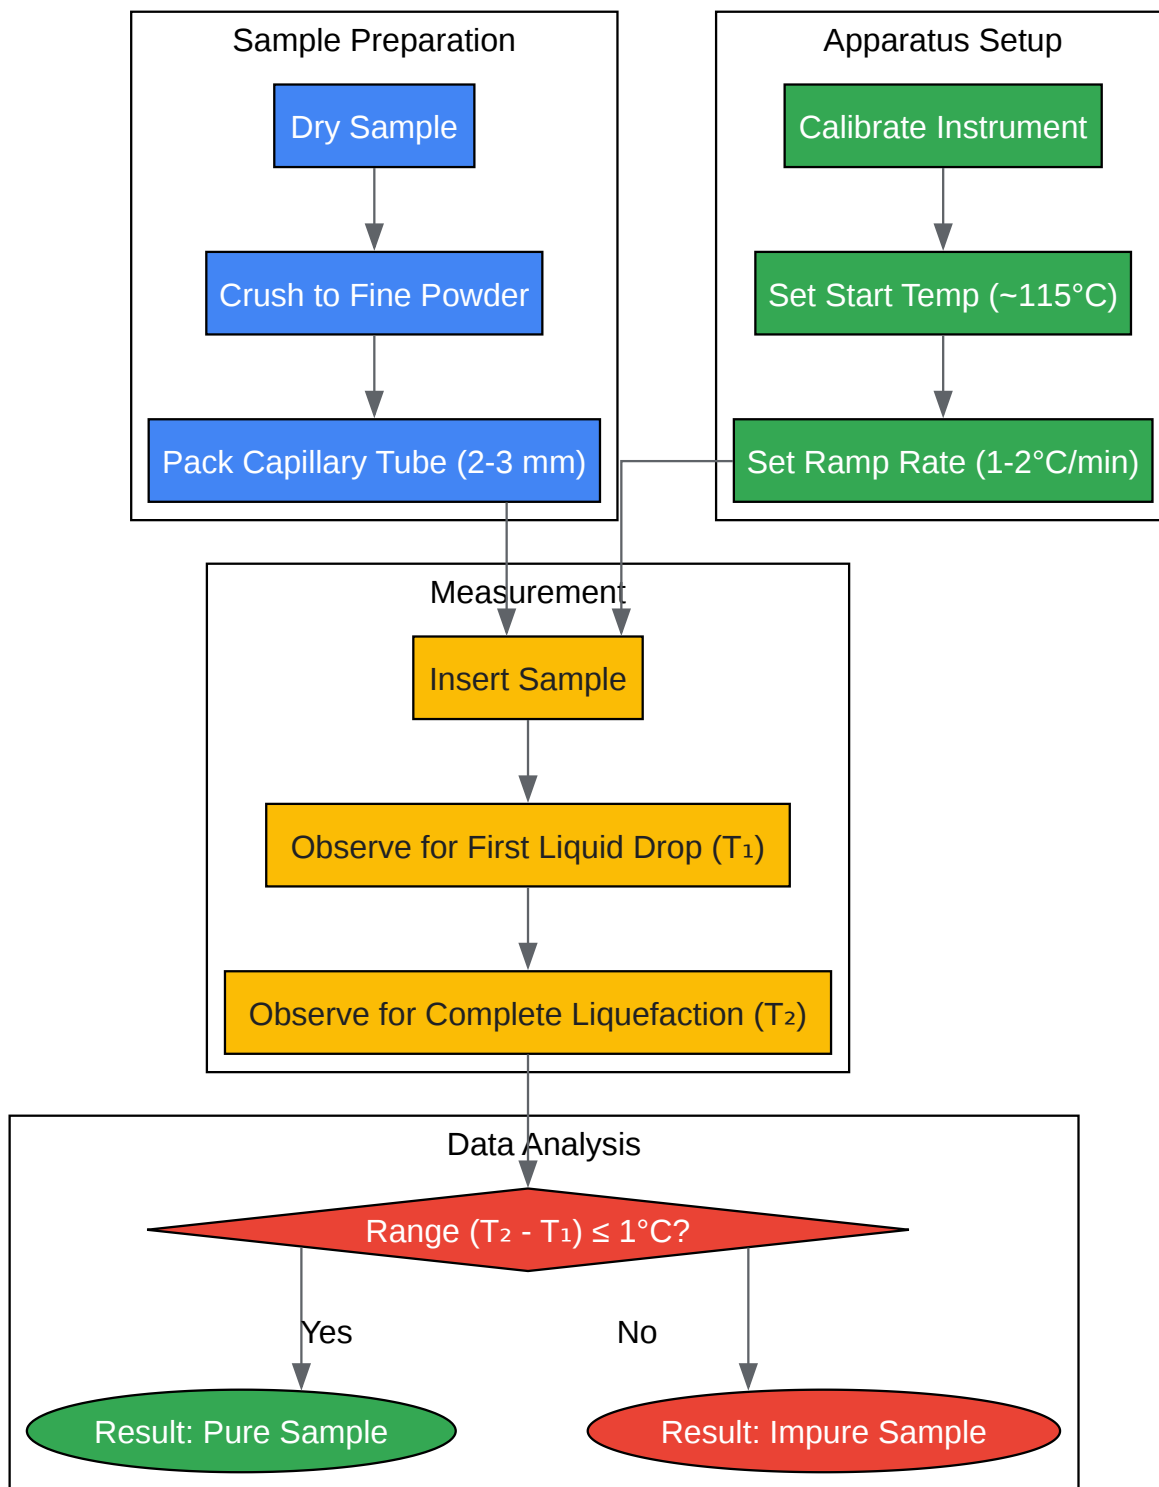 Sample Preparation
Dry Sample
Crush to Fine Powder
Pack Capillary Tube (2-3 mm)
Apparatus Setup
Calibrate Instrument
Set Start Temp (~115°C)
Set Ramp Rate (1-2°C/min)
Measurement
Insert Sample
Observe for First Liquid Drop (T₁)
Observe for Complete Liquefaction (T₂)
Data Analysis
Range (T₂ - T₁) ≤ 1°C?
Yes
No
Result: Pure Sample
Result: Impure Sample